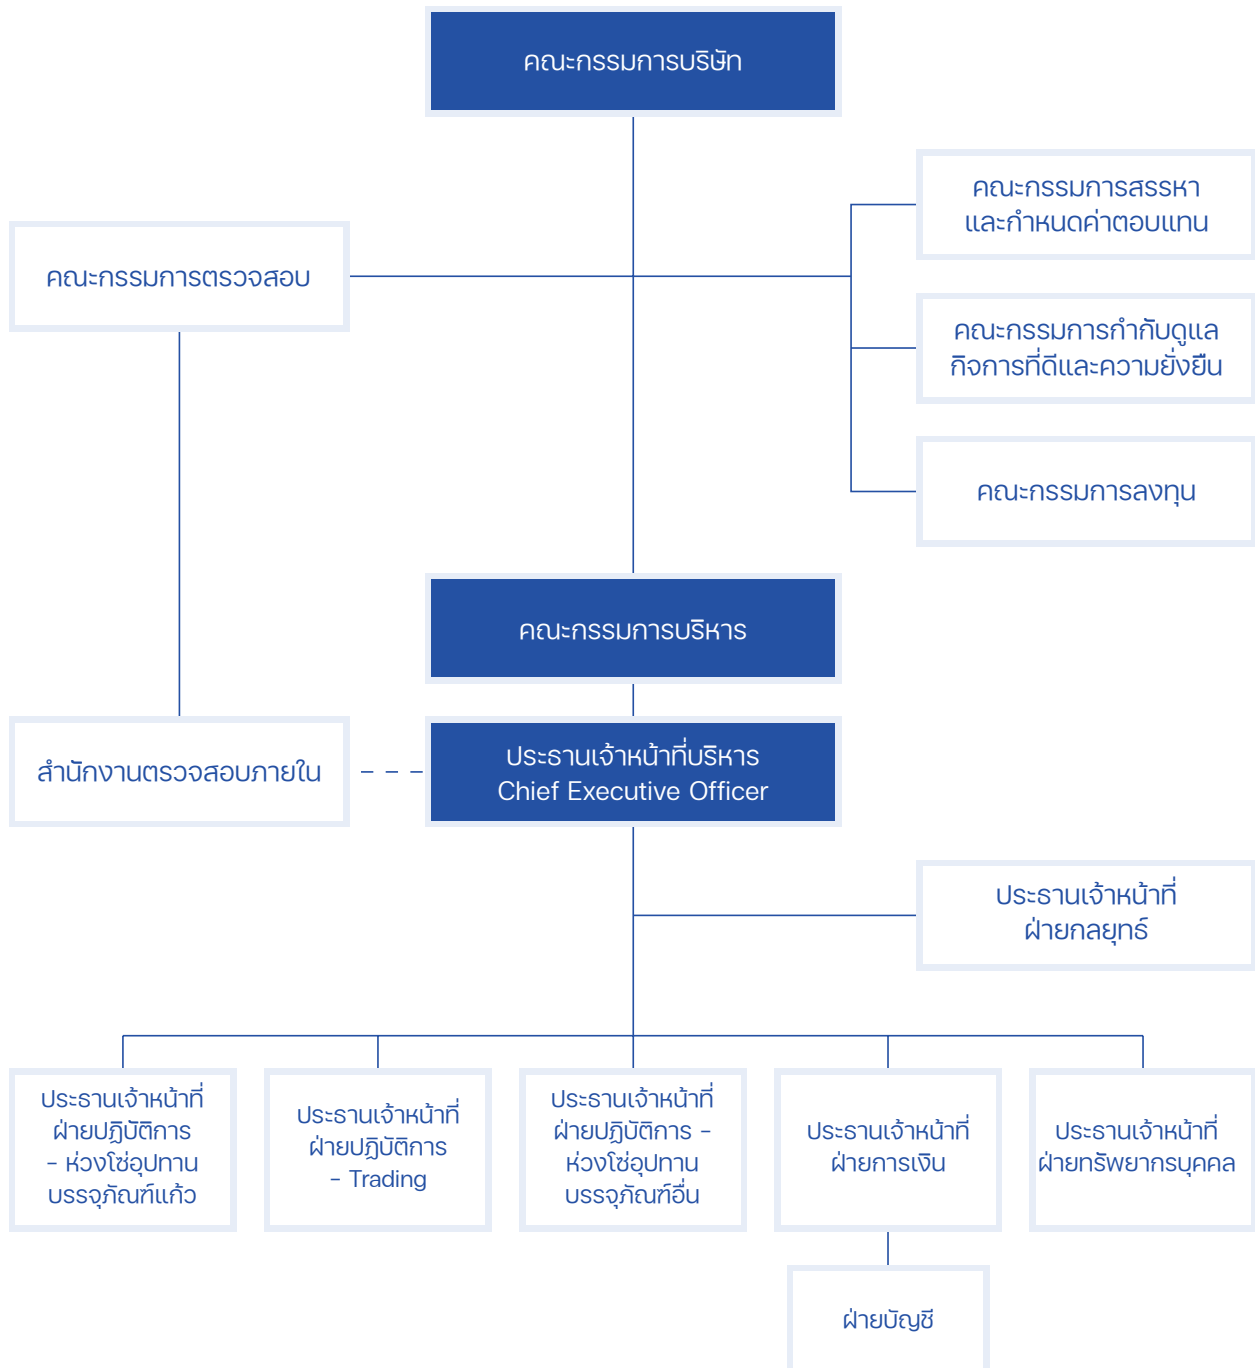 คณะกรรมการบริษัท
คณะกรรมการสรรหา
และกำหนดค่าตอบแทน
คณะกรรมการตรวจสอบ
คณะกรรมการกำกับดูแล
กิจการที่ดีและความยั่งยืน
คณะกรรมการลงทุน
คณะกรรมการบริหาร
สำนักงานตรวจสอบภายใน
ประธานเจ้าหน้าที่บริหาร
Chief Executive Officer
ประธานเจ้าหน้าที่
ฝ่ายกลยุทธ์
ประธานเจ้าหน้าที่
ฝ่ายปฏิบัติการ
- ห่วงโซ่อุปทาน
บรรจุภัณฑ์แก้ว
ประธานเจ้าหน้าที่
ฝ่ายปฏิบัติการ
- Trading
ประธานเจ้าหน้าที่
ฝ่ายปฏิบัติการ -
ห่วงโซ่อุปทาน
บรรจุภัณฑ์อื่น
ประธานเจ้าหน้าที่
ฝ่ายการเงิน
ประธานเจ้าหน้าที่
ฝ่ายทรัพยากรบุคคล
ฝ่ายบัญชี